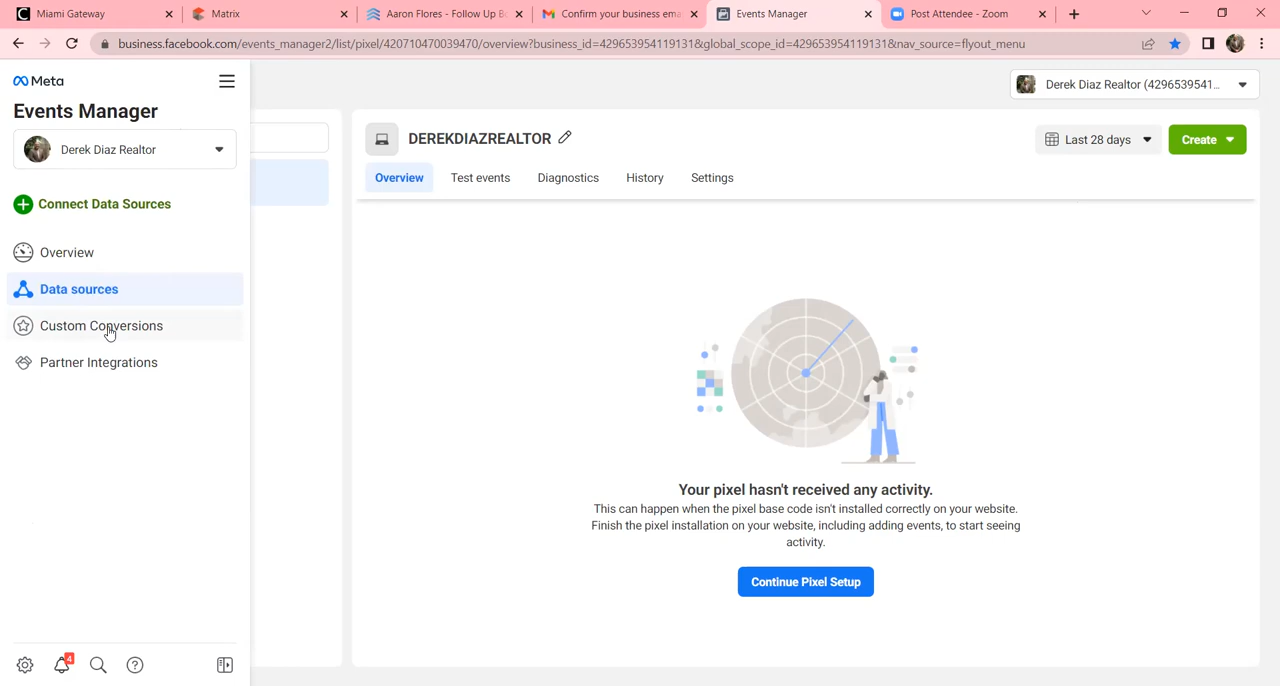 Miami Gateway
Matrix
Aaron Flores - Follow Up B
Confirm your business ema
Events Manager
Post Attendee - Zoom
business.facebook.com/events_manager2/list/pixel/420710470039470/overview?business_id=429653954119131&global_scope_id=429653954119131&nav_source=flyout_menu
Meta
Events Manager
Derek Diaz Realtor
Connect Data Sources
Overview
Data sources
Custom Conversions
Partner Integrations
4
Derek Diaz Realtor (4296539541...
DEREKDIAZREALTOR
Last 28 days
Create
Overview Test events Diagnostics History Settings
Your pixel hasn't received any activity.
This can happen when the pixel base code isn't installed correctly on your website.
Finish the pixel installation on your website, including adding events, to start seeing
activity.
Continue Pixel Setup